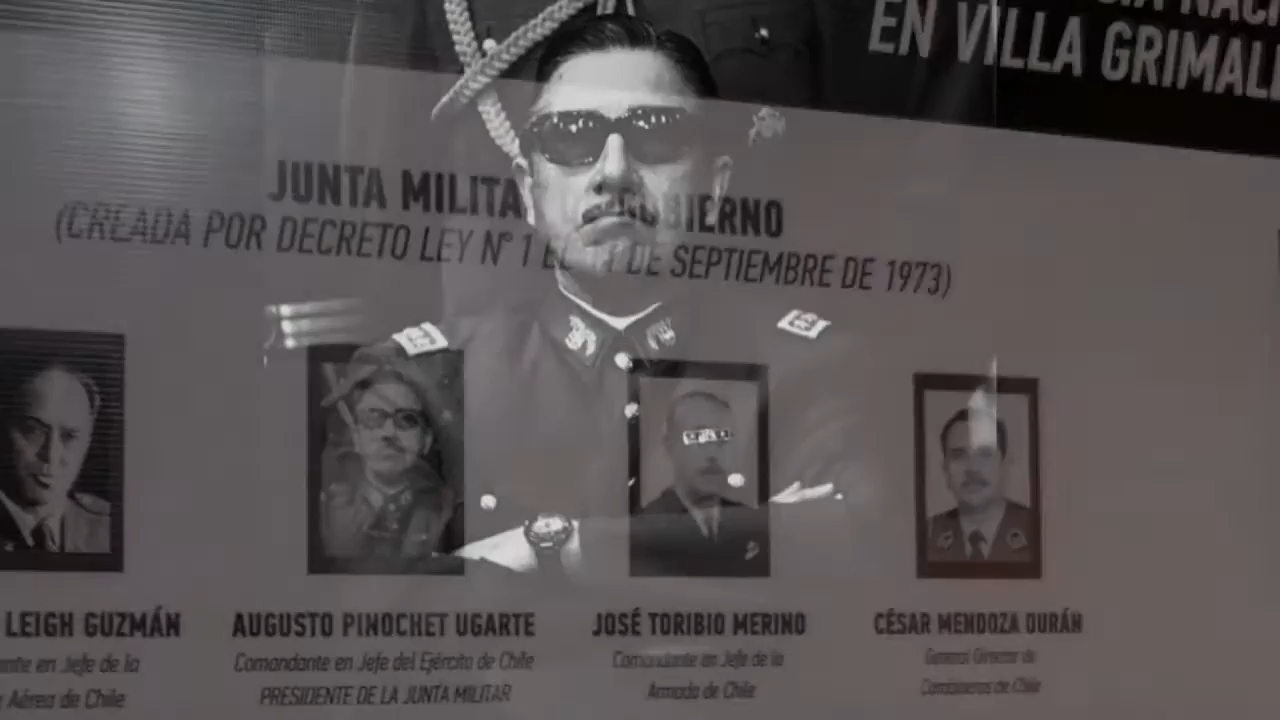 EN VILLA GRIMAL
JUNTA MILITA BIERNO
(CREADA POR DECRETO LEY N° 1 EL 11 DE SEPTIEMBRE DE 1973)
LEIGH GUZMÁN
AUGUSTO PINOCHET UGARTE
JOSÉ TORIBIO MERINO
CÉSAR MENDOZA DURÁN
en Jefe de la
Comandante en Jefe del Ejército de Chile
Comandante en Jefe de la
General Director de
Aérea de Chile
PRESIDENTE DE LA JUNTA MILITAR
Armada de Chile
Carabineros de Chile